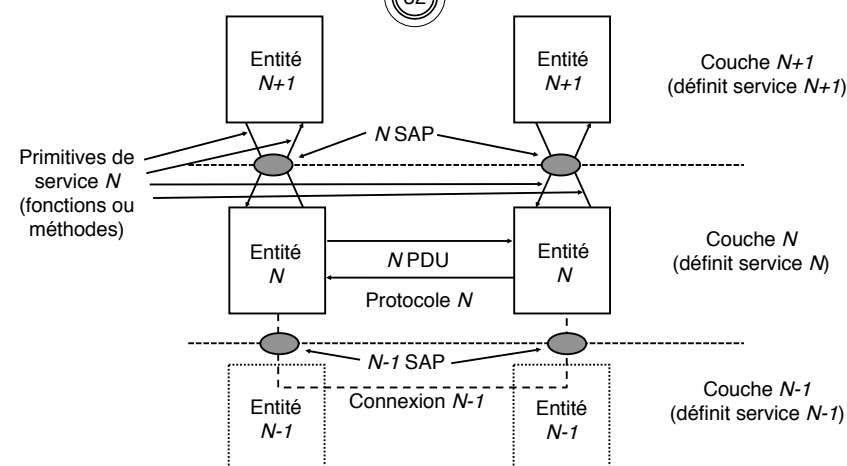 32
Entité
N+1
Entité
N+1
Couche N+1
(définit service N+1)
N SAP
Primitives de
service N
(fonctions ou
méthodes)
Entité
N
N PDU
Protocole N
Entité
N
Couche N
(définit service N)
N-1 SAP
Connexion N-1
Entité
N-1
Entité
N-1
Couche N-1
(définit service N-1)